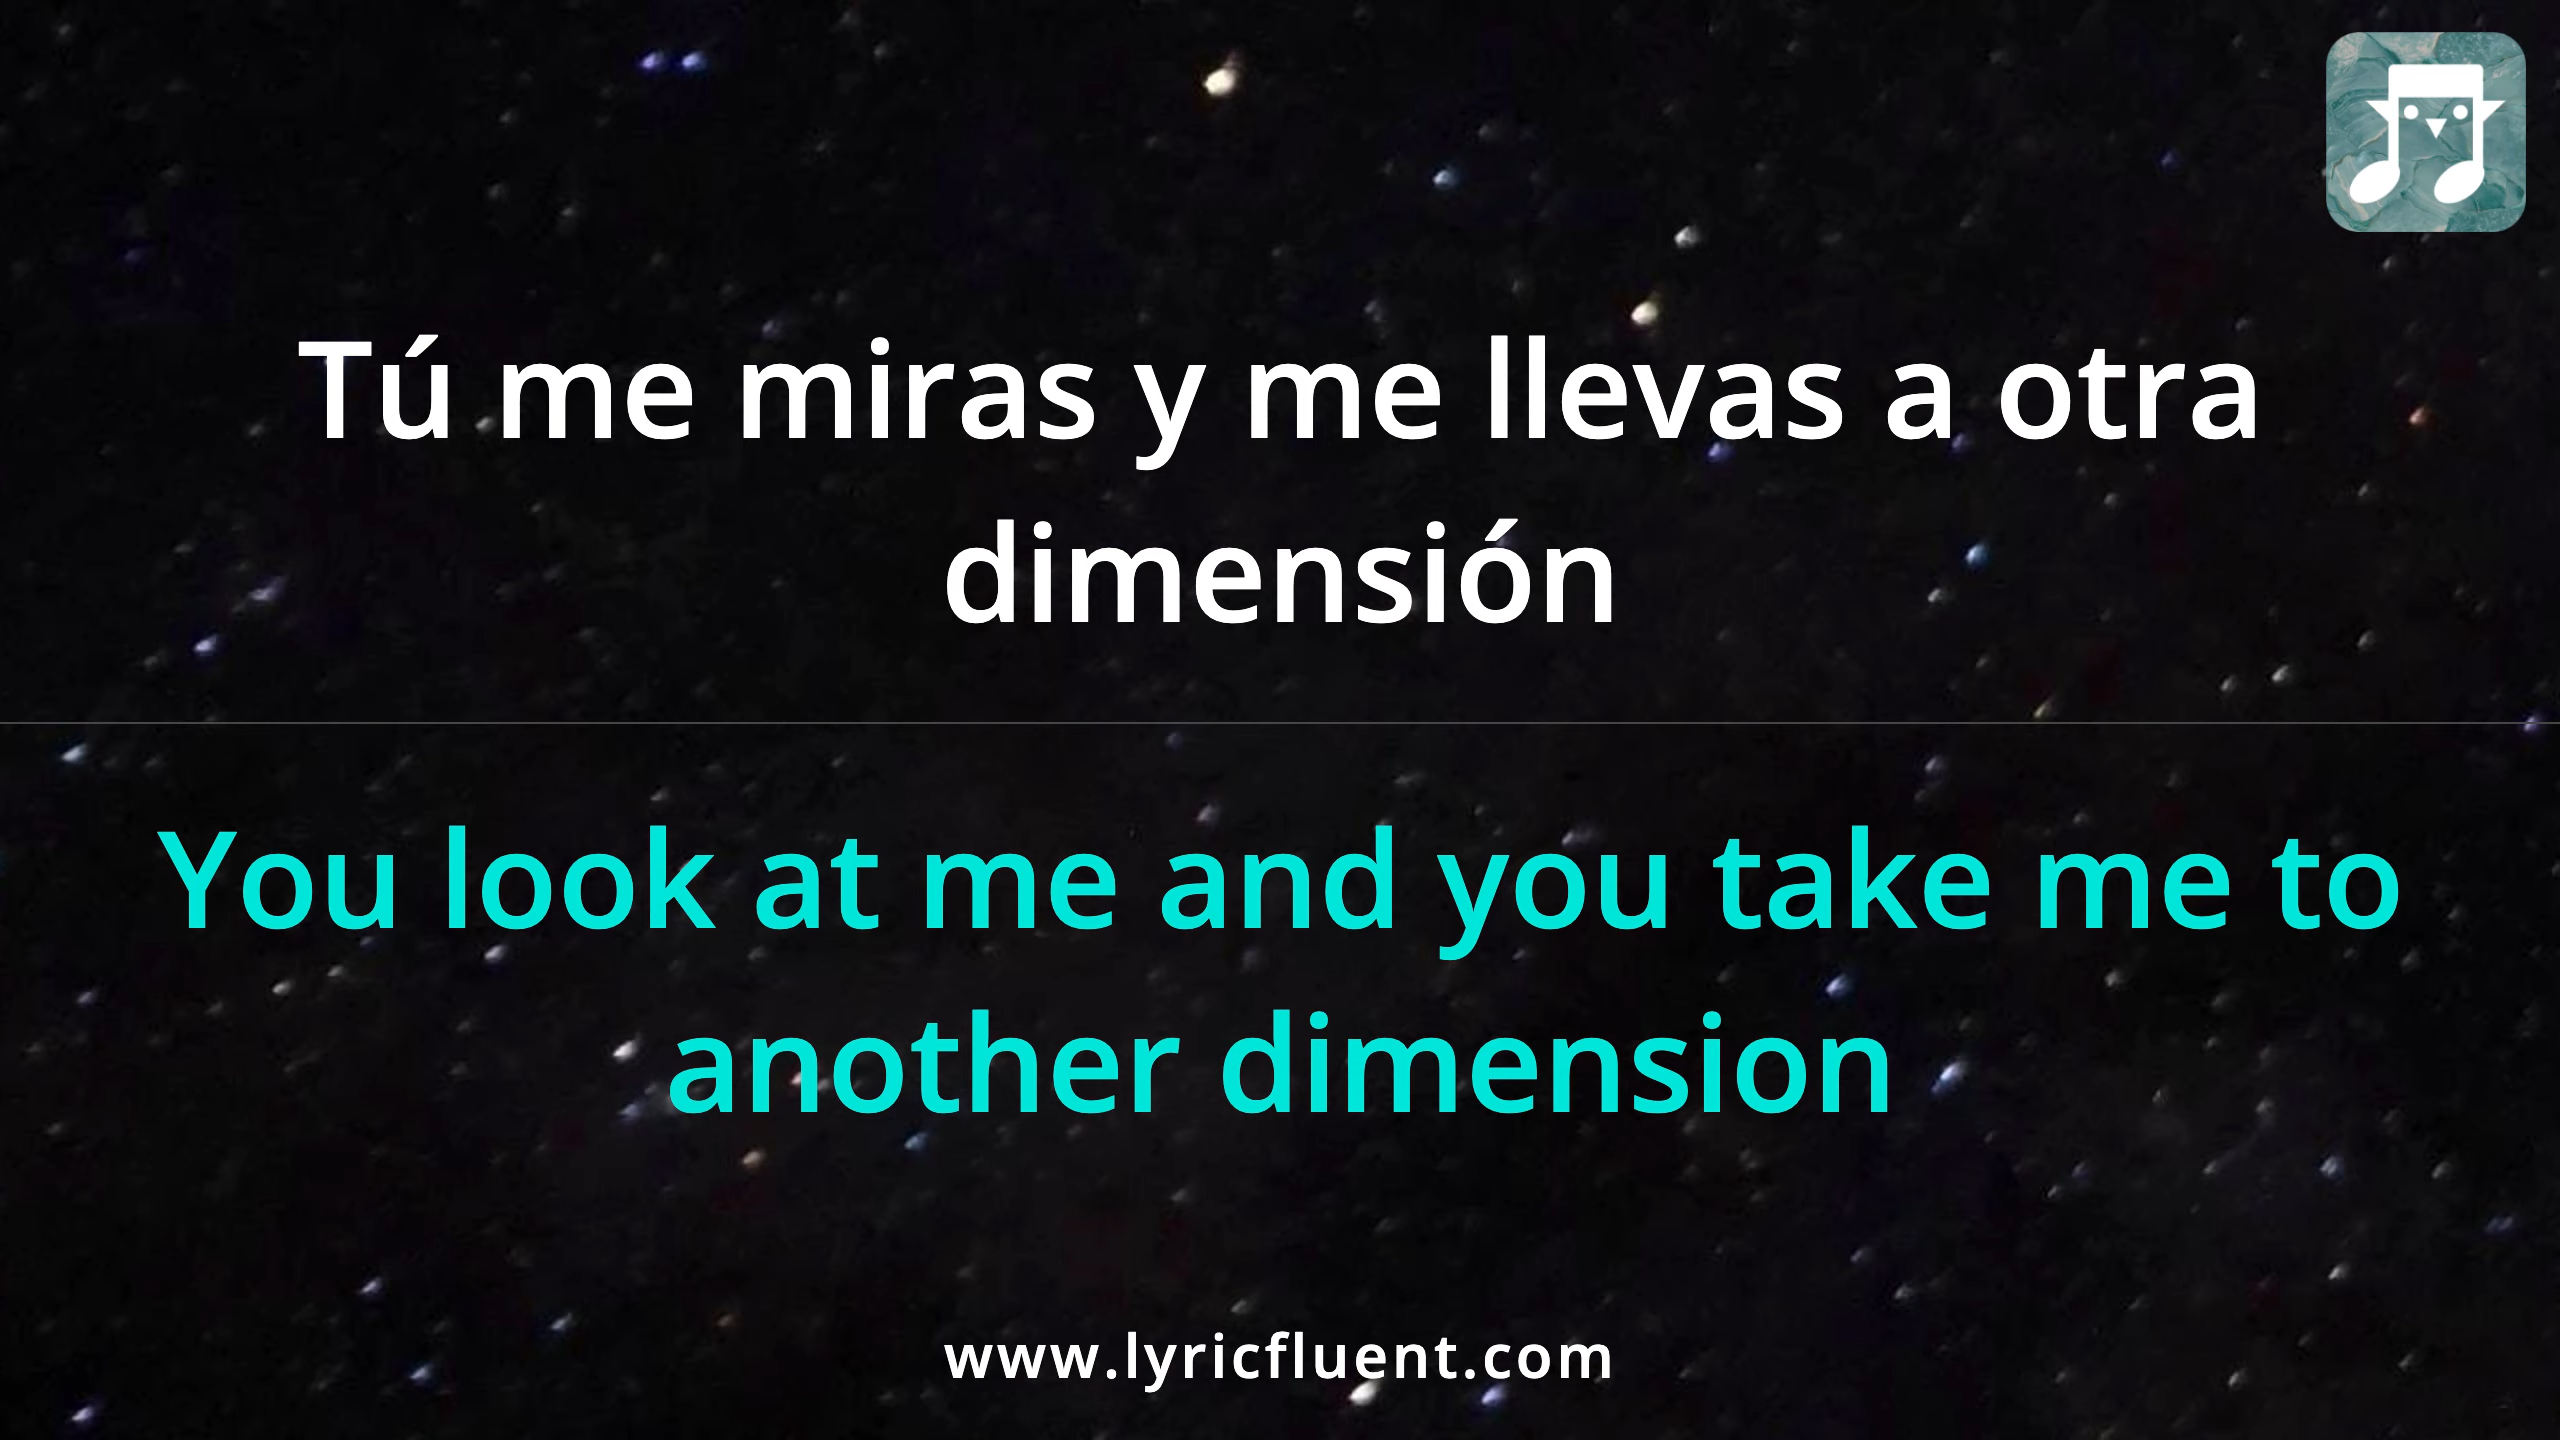 Tú me miras y me llevas a otra
dimensión
You look at me and you take me to
another dimension
www.lyricfluent.com